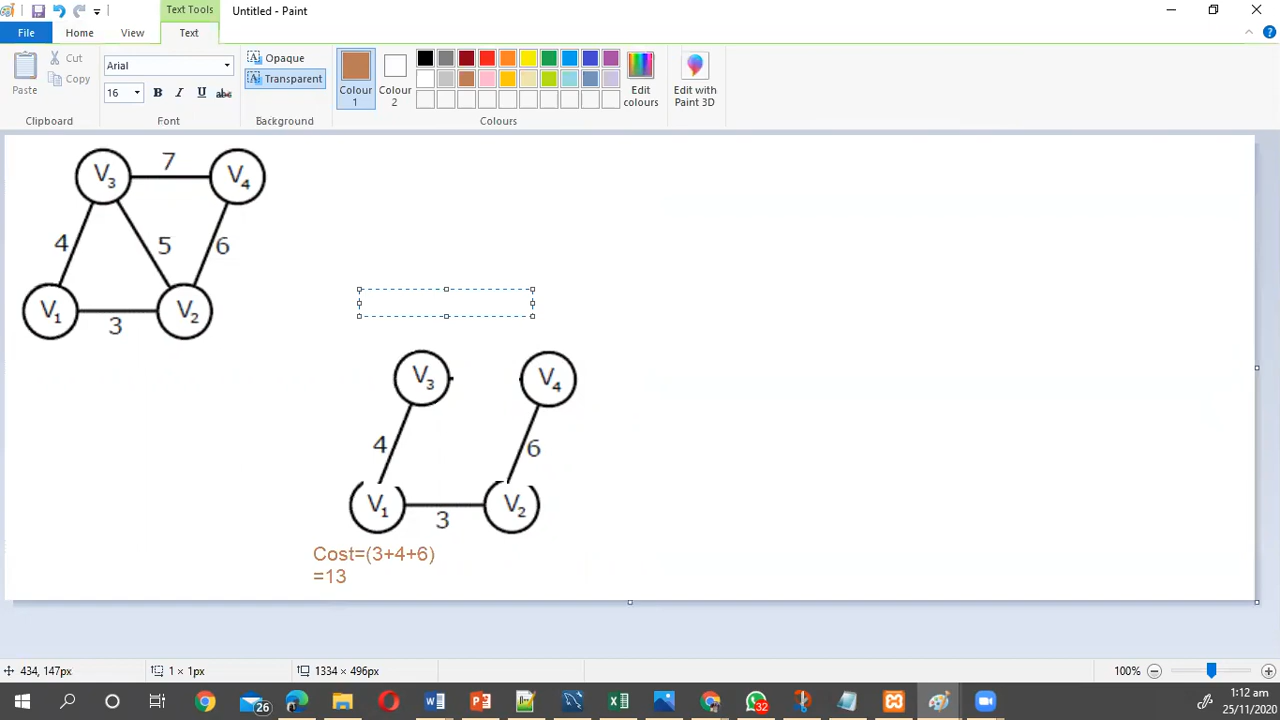 Text Tools
Untitled - Paint
File
Home
View
Text
Paste
Cut
Copy
Clipboard
Arial
16
B I U abc
Font
Opaque
Transparent
Background
Colour 1
Colour 2
Edit colours
Colours
Edit with Paint 3D
V3
7
V4
4
5
6
V1
3
V2
V3
V4
4
6
V1
3
V2
Cost=(3+4+6)
=13
434, 147px
1 × 1px
1334 × 496px
100%
26
32
1:12 am
25/11/2020